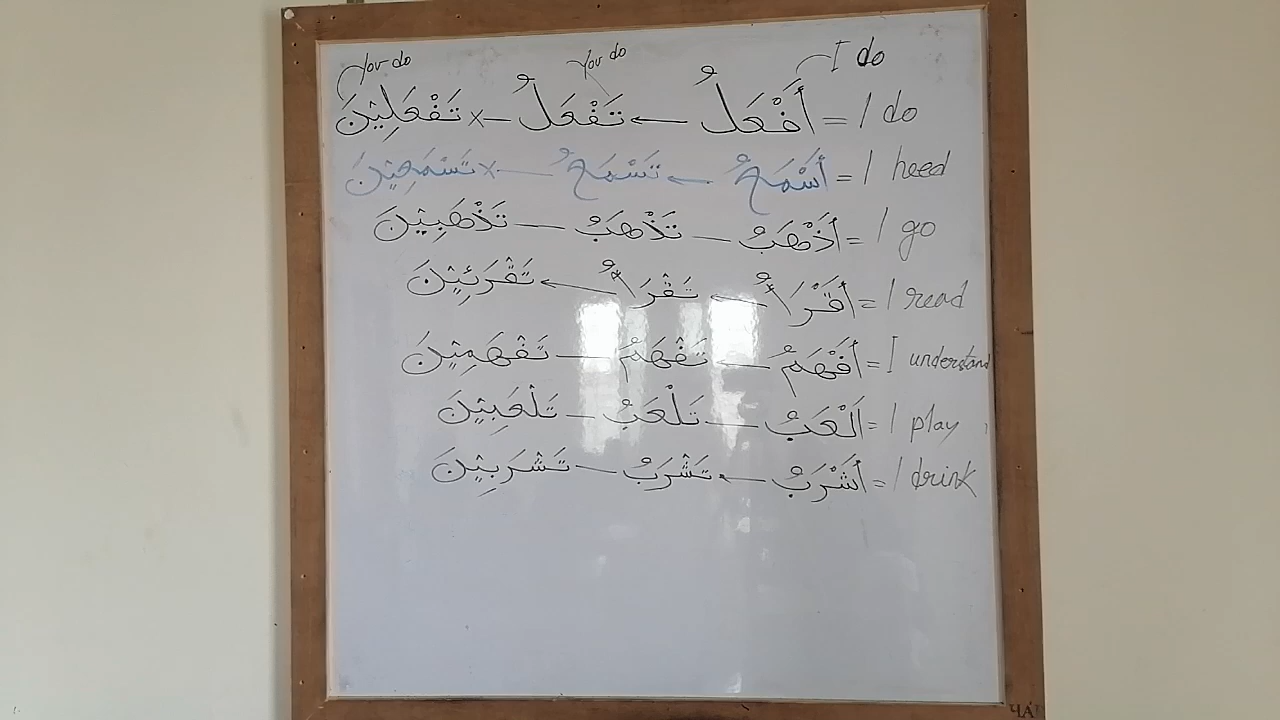 You do You do I do
I do = أَفْعَلُ ← تَفْعَلُ × تَفْعَلِيْنَ
I heed = أَسْمَعُ ← تَسْمَعُ × تَسْمَعِيْنَ
I go = أَذْهَبُ – تَذْهَبُ – تَذْهَبِيْنَ
I read = أَقْرَأُ ← تَقْرَأُ ← تَقْرَئِيْنَ
I understand = أَفْهَمُ ← تَفْهَمُ – تَفْهَمِيْنَ
I play = أَلْعَبُ – تَلْعَبُ – تَلْعَبِيْنَ
I drink = أَشْرَبُ ← تَشْرَبُ – تَشْرَبِيْنَ